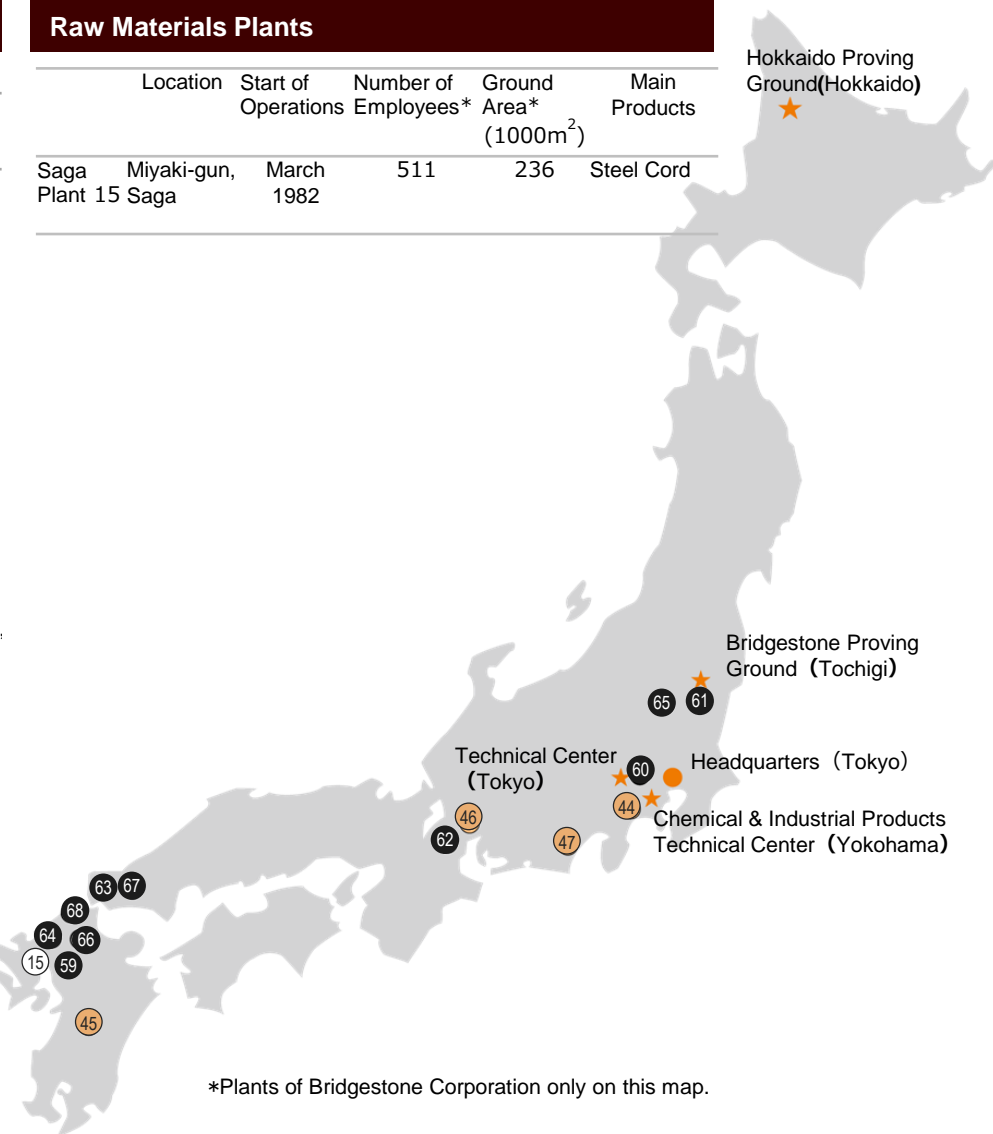 Raw Materials Plants
Location Start of Operations Number of Employees* Ground Area* (1000m²) Main Products
Saga Plant 15 Miyaki-gun, Saga March 1982 511 236 Steel Cord
Hokkaido Proving
Ground(Hokkaido)
Bridgestone Proving
Ground（Tochigi）
65 61
Technical Center
（Tokyo）
60
Headquarters（Tokyo）
44
Chemical & Industrial Products
Technical Center（Yokohama）
46
62
47
63 67
68
64 66
15 59
45
*Plants of Bridgestone Corporation only on this map.